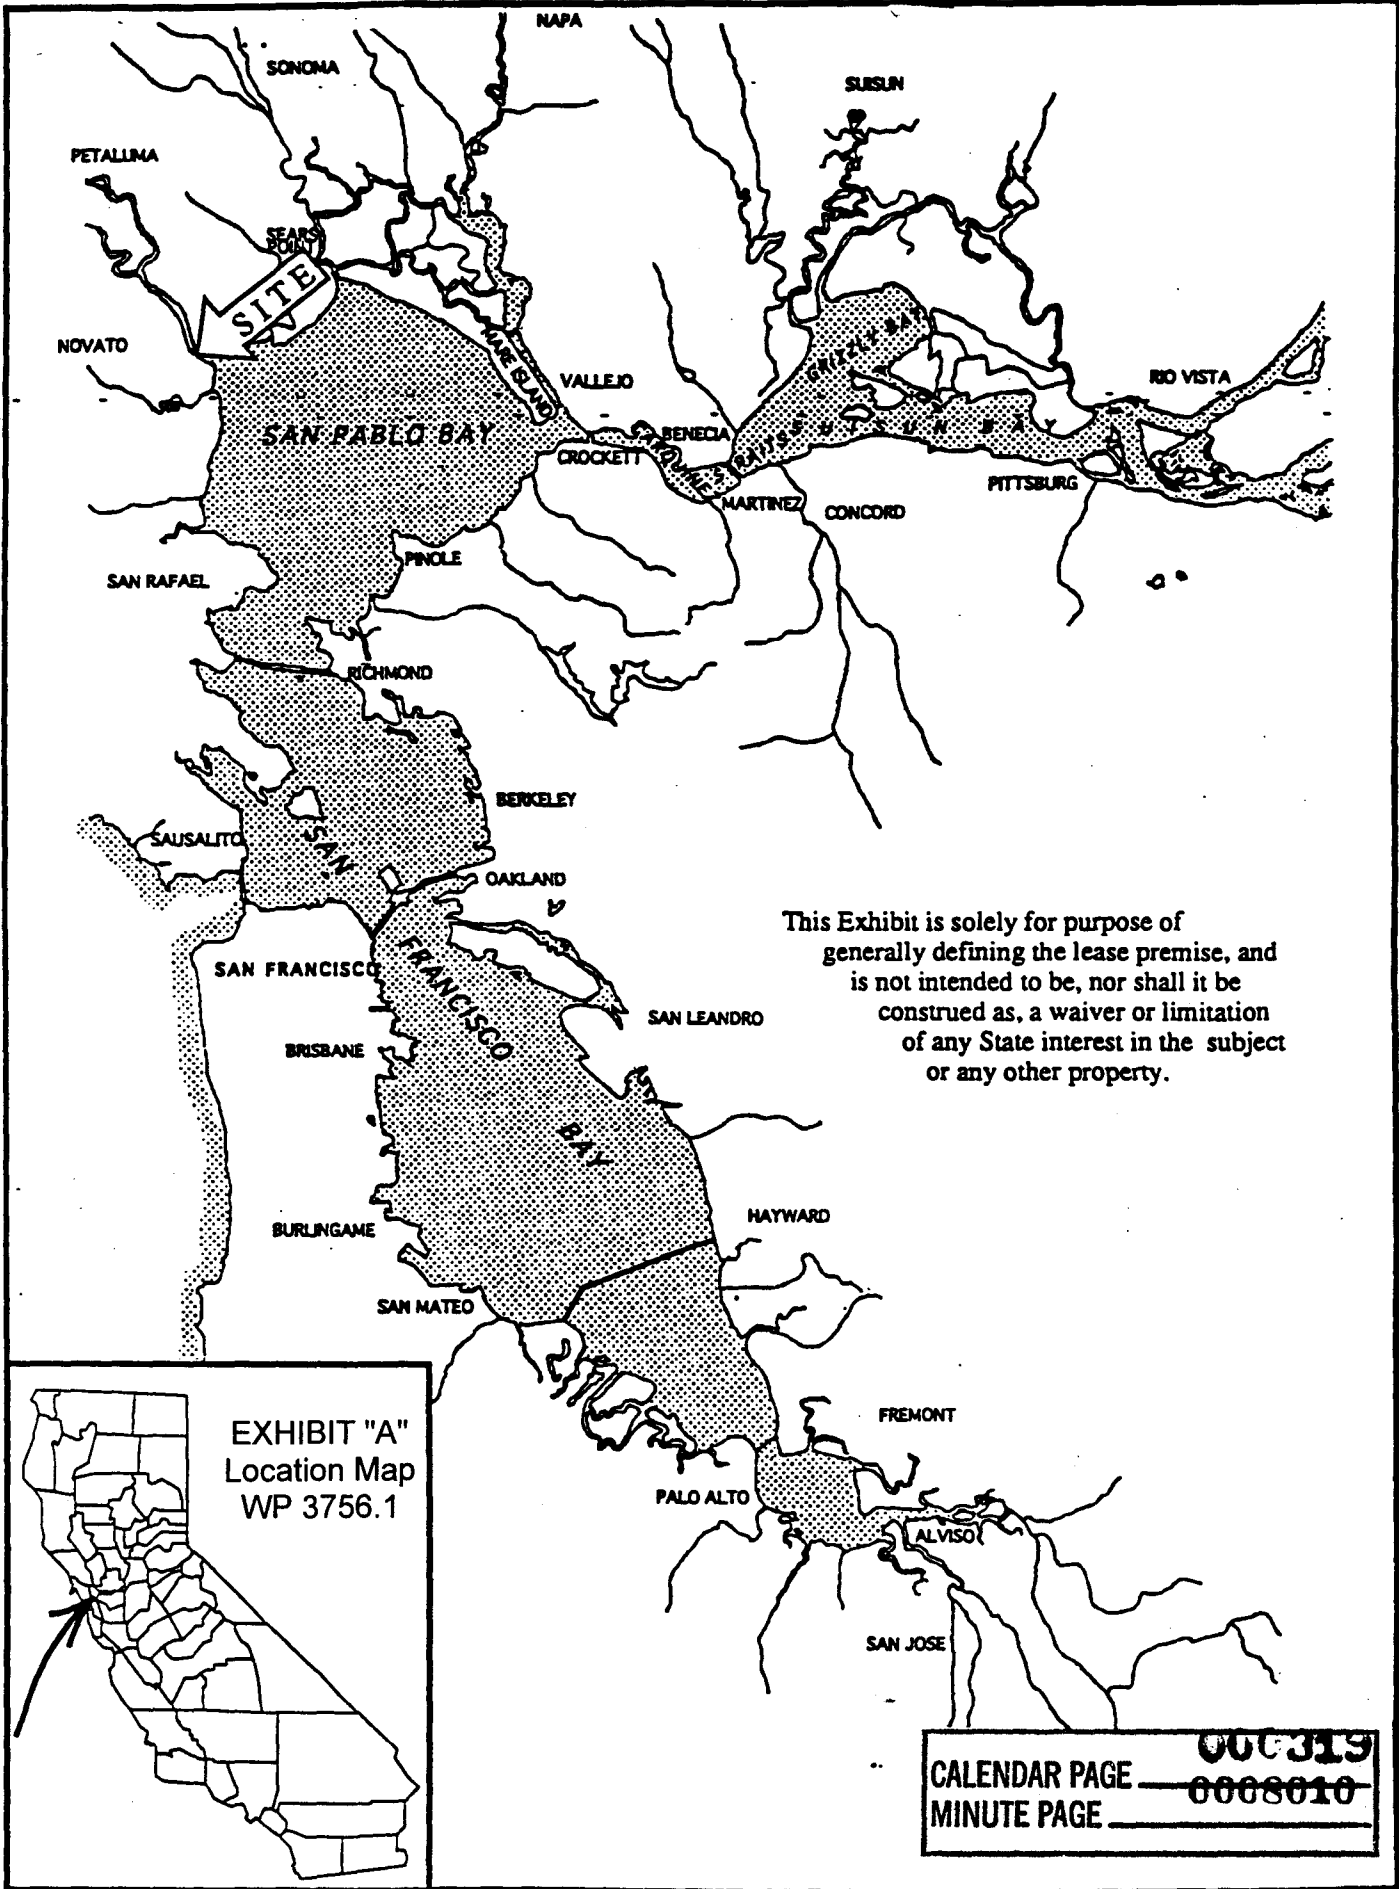 NAPA
SONOMA
SUISUN
PETALUMA
SEARS
POINT
SITE
NOVATO
MARE ISLAND
VALLEJO
GRIZZLY BAY
RIO VISTA
SAN PABLO BAY
CROCKETT
BENECIA
CARQUINEZ STRAITS
SUISUN BAY
PITTSBURG
MARTINEZ
CONCORD
PINOLE
SAN RAFAEL
RICHMOND
BERKELEY
SAUSALITO
OAKLAND
SAN FRANCISCO BAY
SAN FRANCISCO
This Exhibit is solely for purpose of
generally defining the lease premise, and
is not intended to be, nor shall it be
construed as, a waiver or limitation
of any State interest in the subject
or any other property.
SAN LEANDRO
BRISBANE
HAYWARD
BURLINGAME
SAN MATEO
FREMONT
PALO ALTO
ALVISO
SAN JOSE
EXHIBIT "A"
Location Map
WP 3756.1
000319
CALENDAR PAGE
0008010
MINUTE PAGE